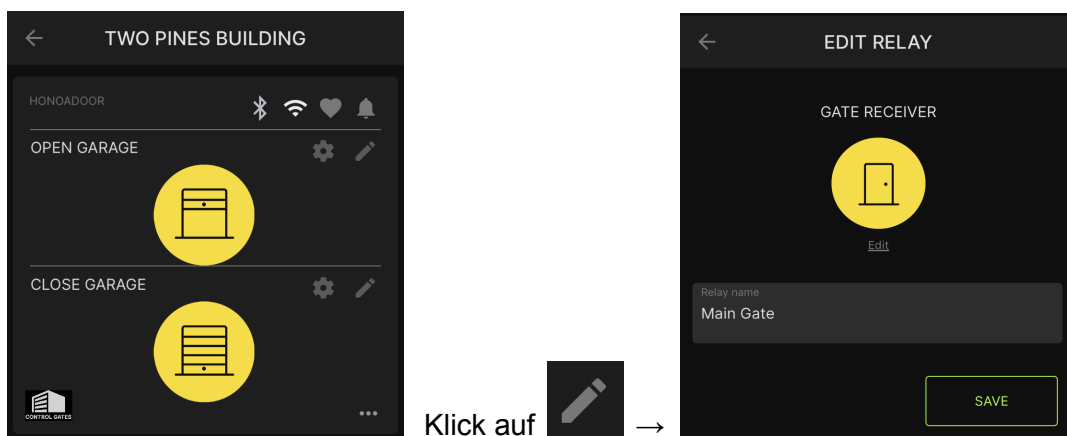 TWO PINES BUILDING
HONOADOOR
OPEN GARAGE
CLOSE GARAGE
CONTROL GATES
Klick auf →
EDIT RELAY
GATE RECEIVER
Edit
Relay name
Main Gate
SAVE